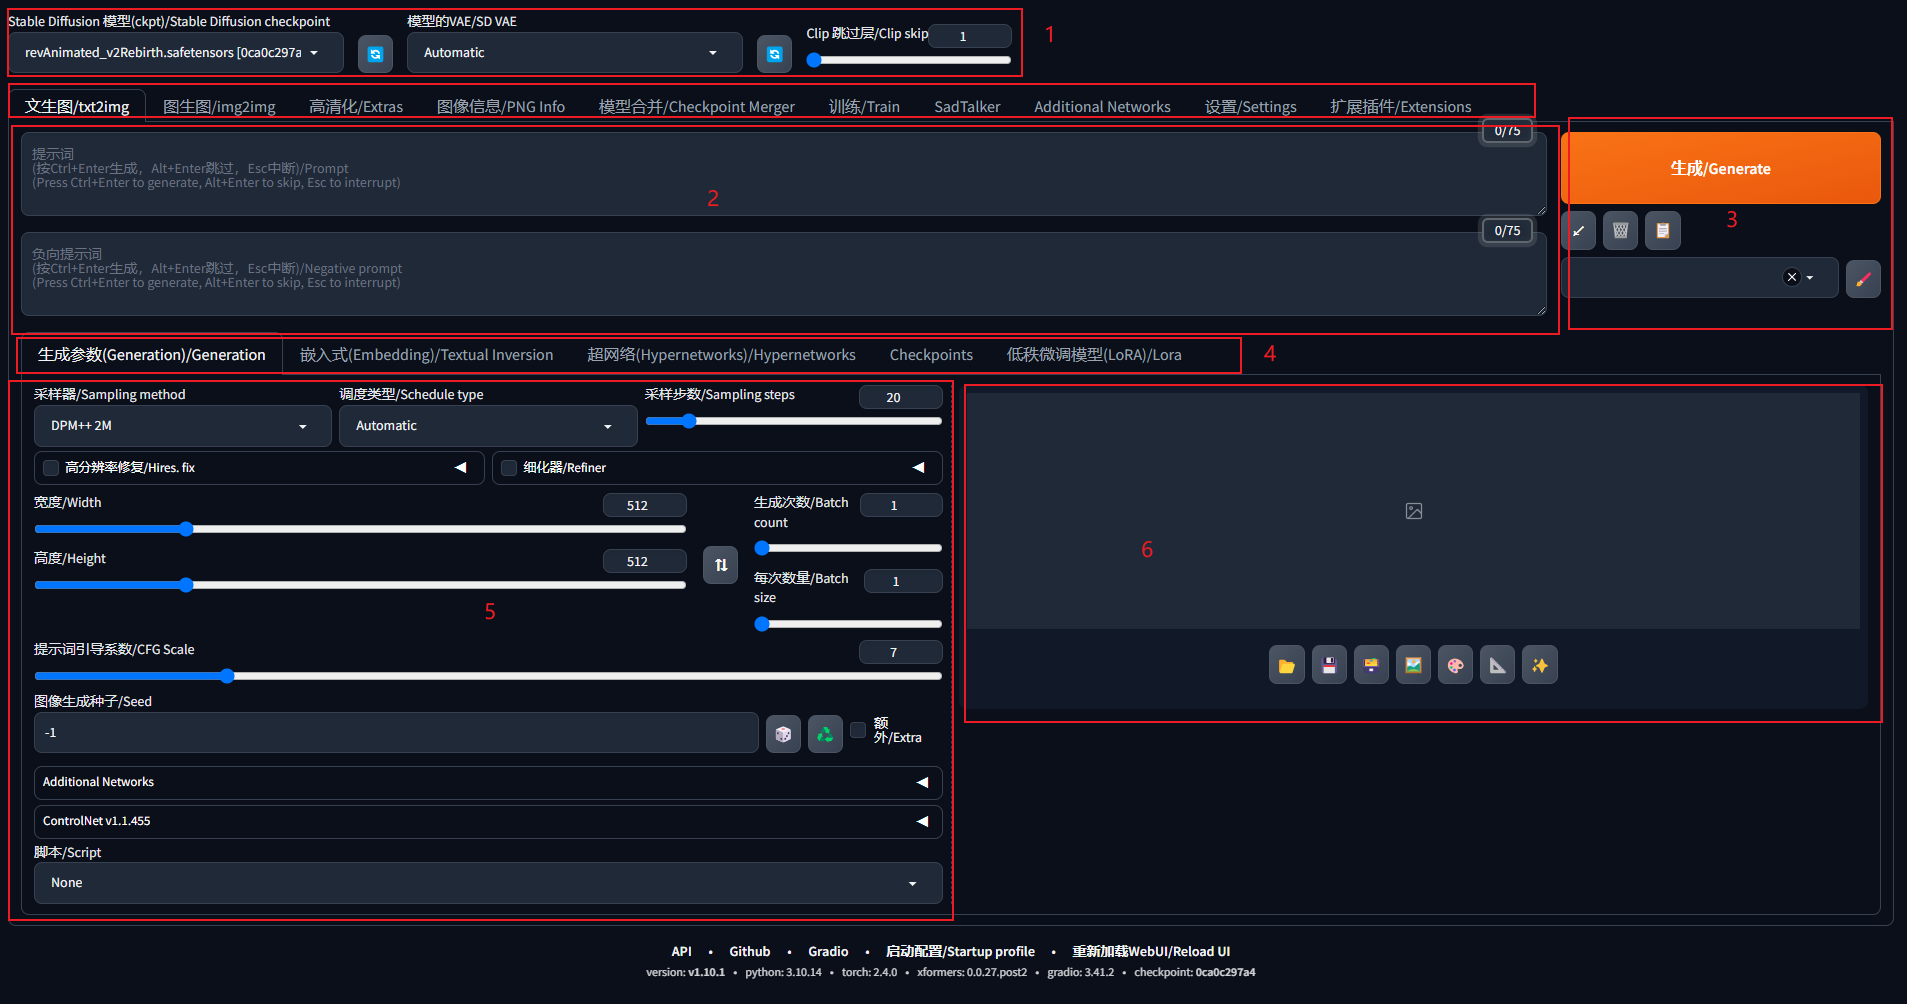 Stable Diffusion 模型(ckpt)/Stable Diffusion checkpoint
revAnimated_v2Rebirth.safetensors [0ca0c297a
模型的VAE/SD VAE
Automatic
Clip 跳过层/Clip skip
1
1
文生图/txt2img
图生图/img2img
高清化/Extras
图像信息/PNG Info
模型合并/Checkpoint Merger
训练/Train
SadTalker
Additional Networks
设置/Settings
扩展插件/Extensions
0/75
提示词
(按Ctrl+Enter生成，Alt+Enter跳过，Esc中断)/Prompt
(Press Ctrl+Enter to generate, Alt+Enter to skip, Esc to interrupt)
2
0/75
负向提示词
(按Ctrl+Enter生成，Alt+Enter跳过，Esc中断)/Negative prompt
(Press Ctrl+Enter to generate, Alt+Enter to skip, Esc to interrupt)
生成/Generate
3
生成参数(Generation)/Generation
嵌入式(Embedding)/Textual Inversion
超网络(Hypernetworks)/Hypernetworks
Checkpoints
低秩微调模型(LoRA)/Lora
4
采样器/Sampling method
DPM++ 2M
调度类型/Schedule type
Automatic
采样步数/Sampling steps
20
高分辨率修复/Hires. fix
细化器/Refiner
宽度/Width
512
高度/Height
512
生成次数/Batch
count
1
每次数量/Batch
size
1
5
提示词引导系数/CFG Scale
7
图像生成种子/Seed
-1
额
外/Extra
Additional Networks
ControlNet v1.1.455
脚本/Script
None
6
API • Github • Gradio • 启动配置/Startup profile • 重新加载WebUI/Reload UI
version: v1.10.1 • python: 3.10.14 • torch: 2.4.0 • xformers: 0.0.27.post2 • gradio: 3.41.2 • checkpoint: 0ca0c297a4